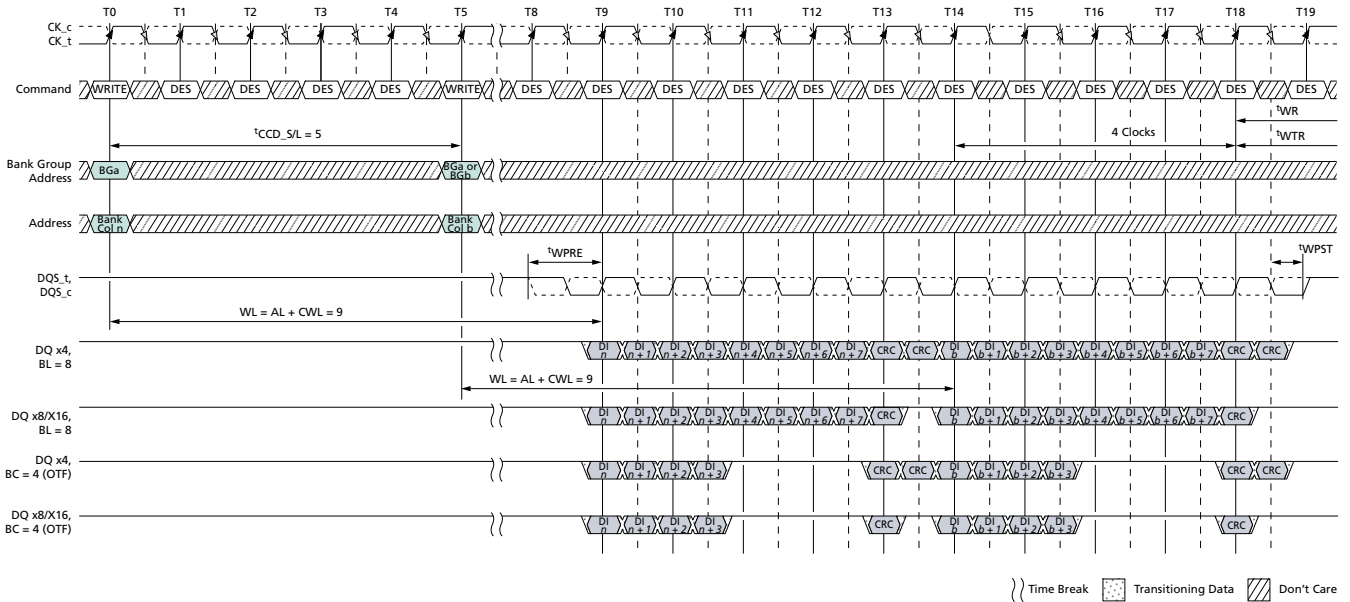 T0 T1 T2 T3 T4 T5 T8 T9 T10 T11 T12 T13 T14 T15 T16 T17 T18 T19
CK_c
CK_t
Command WRITE DES DES DES DES WRITE DES DES DES DES DES DES DES DES DES DES DES DES
tWR
tCCD_S/L = 5 4 Clocks tWTR
Bank Group
Address
BGa
BGa or
BGb
Address
Bank
Col n
Bank
Col b
tWPRE tWPST
DQS_t,
DQS_c
WL = AL + CWL = 9
DQ x4,
BL = 8
DI n DI n + 1 DI n + 2 DI n + 3 DI n + 4 DI n + 5 DI n + 6 DI n + 7 CRC CRC DI b DI b + 1 DI b + 2 DI b + 3 DI b + 4 DI b + 5 DI b + 6 DI b + 7 CRC CRC
WL = AL + CWL = 9
DQ x8/X16,
BL = 8
DI n DI n + 1 DI n + 2 DI n + 3 DI n + 4 DI n + 5 DI n + 6 DI n + 7 CRC DI b DI b + 1 DI b + 2 DI b + 3 DI b + 4 DI b + 5 DI b + 6 DI b + 7 CRC
DQ x4,
BC = 4 (OTF)
DI n DI n + 1 DI n + 2 DI n + 3 CRC CRC DI b DI b + 1 DI b + 2 DI b + 3 CRC CRC
DQ x8/X16,
BC = 4 (OTF)
DI n DI n + 1 DI n + 2 DI n + 3 CRC DI b DI b + 1 DI b + 2 DI b + 3 CRC
Time Break Transitioning Data Don't Care